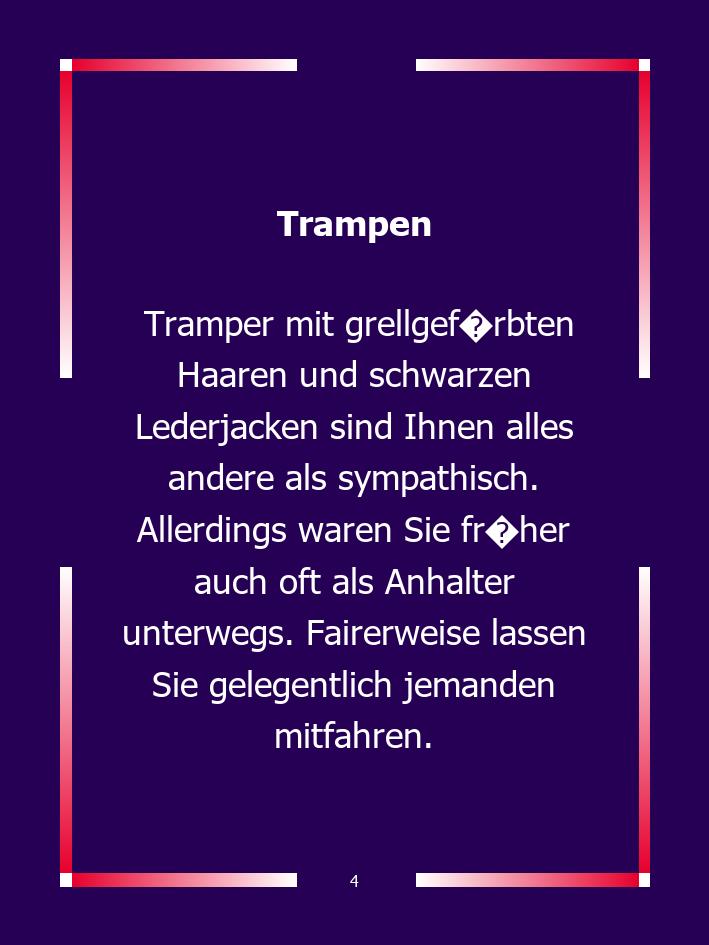 Trampen
Tramper mit grellgef�rbten
Haaren und schwarzen
Lederjacken sind Ihnen alles
andere als sympathisch.
Allerdings waren Sie fr�her
auch oft als Anhalter
unterwegs. Fairerweise lassen
Sie gelegentlich jemanden
mitfahren.
4